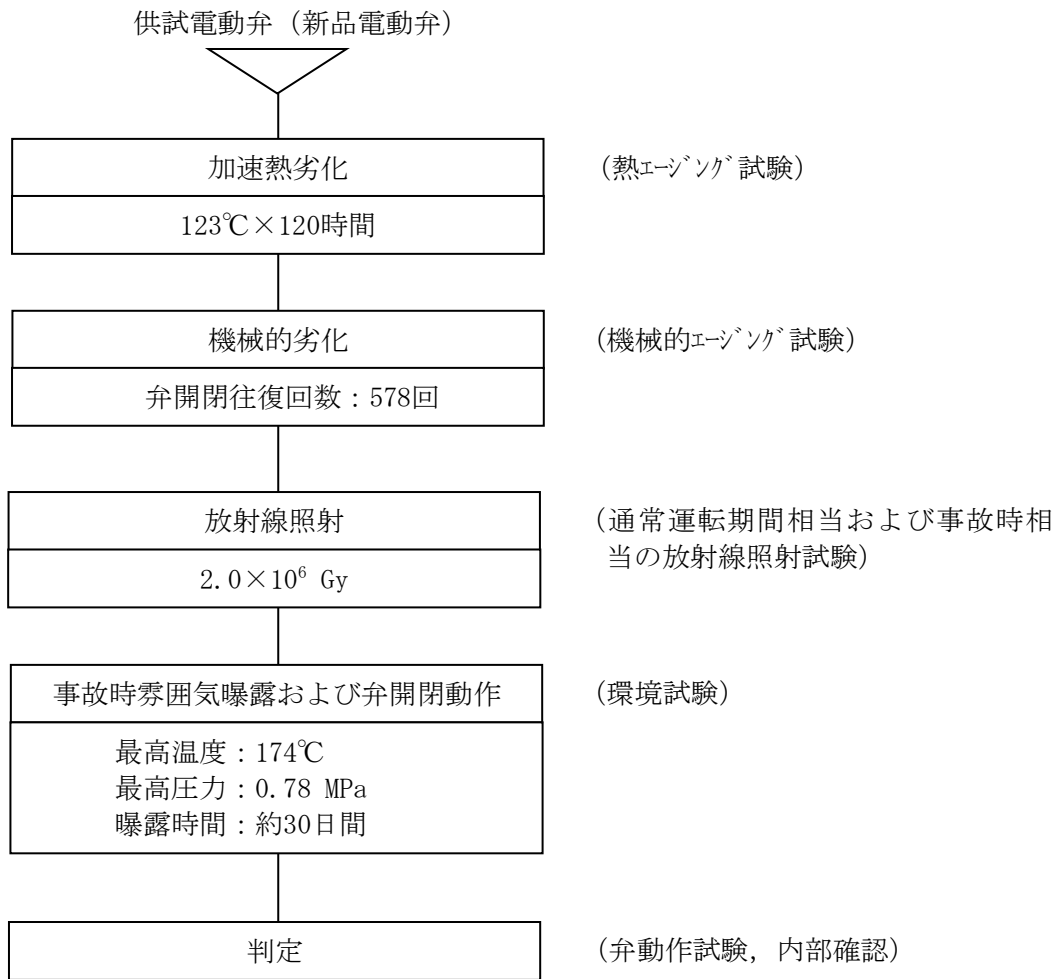 供試電動弁（新品電動弁）
加速熱劣化
（熱ｴｰｼﾞﾝｸﾞ試験）
123℃×120時間
機械的劣化
（機械的ｴｰｼﾞﾝｸﾞ試験）
弁開閉往復回数：578回
放射線照射
（通常運転期間相当および事故時相
当の放射線照射試験）
2.0×10⁶ Gy
事故時雰囲気曝露および弁開閉動作
（環境試験）
最高温度：174℃
最高圧力：0.78 MPa
曝露時間：約30日間
判定
（弁動作試験，内部確認）